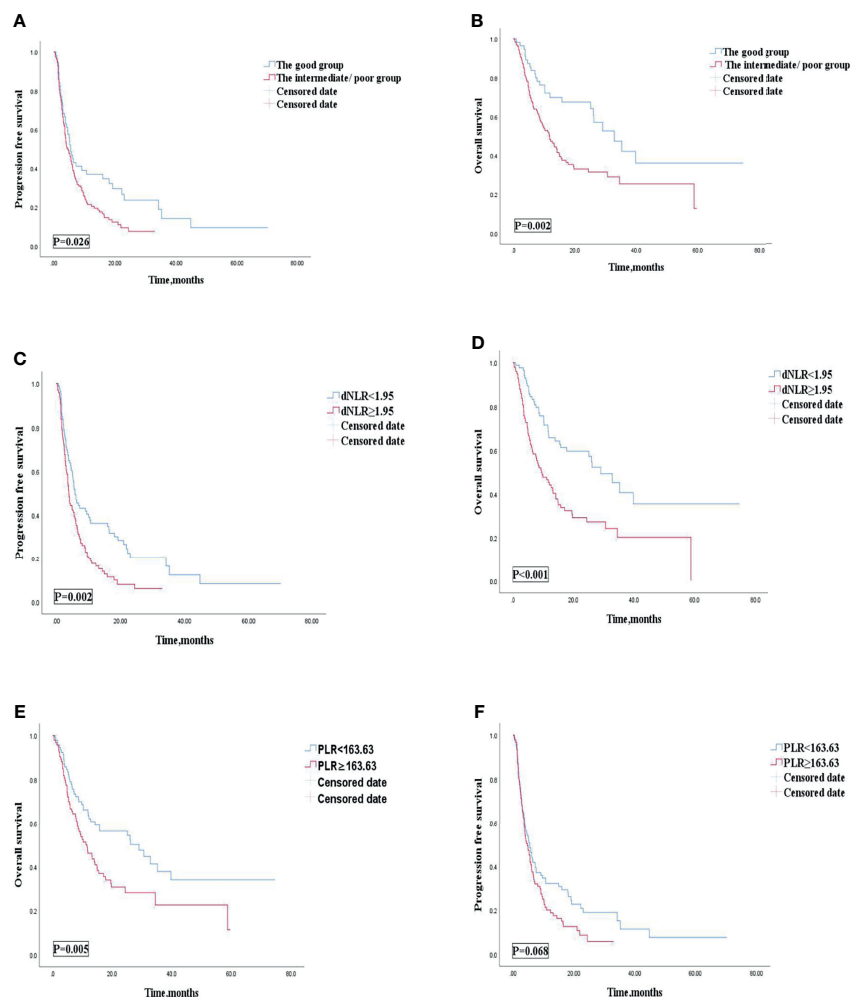 A
The good group
The intermediate/ poor group
Censored date
Censored date
Progression free survival
1.0
0.8
0.6
0.4
0.2
0.0
P=0.026
.00 20.00 40.00 60.00 80.00
Time,months
B
The good group
The intermediate/ poor group
Censored date
Censored date
Overall survival
1.0
0.8
0.6
0.4
0.2
0.0
P=0.002
.0 20.00 40.00 60.00 80.0
Time,months
C
dNLR<1.95
dNLR≥1.95
Censored date
Censored date
Progression free survival
1.0
0.8
0.6
0.4
0.2
0.0
P=0.002
.00 20.00 40.00 60.00 80.00
Time,months
D
dNLR<1.95
dNLR≥1.95
Censored date
Censored date
Overall survival
1.0
0.8
0.6
0.4
0.2
0.0
P<0.001
.0 20.00 40.00 60.00 80.0
Time,months
E
PLR<163.63
PLR≥163.63
Censored date
Censored date
Overall survival
1.0
0.8
0.6
0.4
0.2
0.0
P=0.005
.0 20.00 40.00 60.00 80.0
Time,months
F
PLR<163.63
PLR≥163.63
Censored date
Censored date
Progression free survival
1.0
0.8
0.6
0.4
0.2
0.0
P=0.068
.00 20.00 40.00 60.00 80.00
Time,months